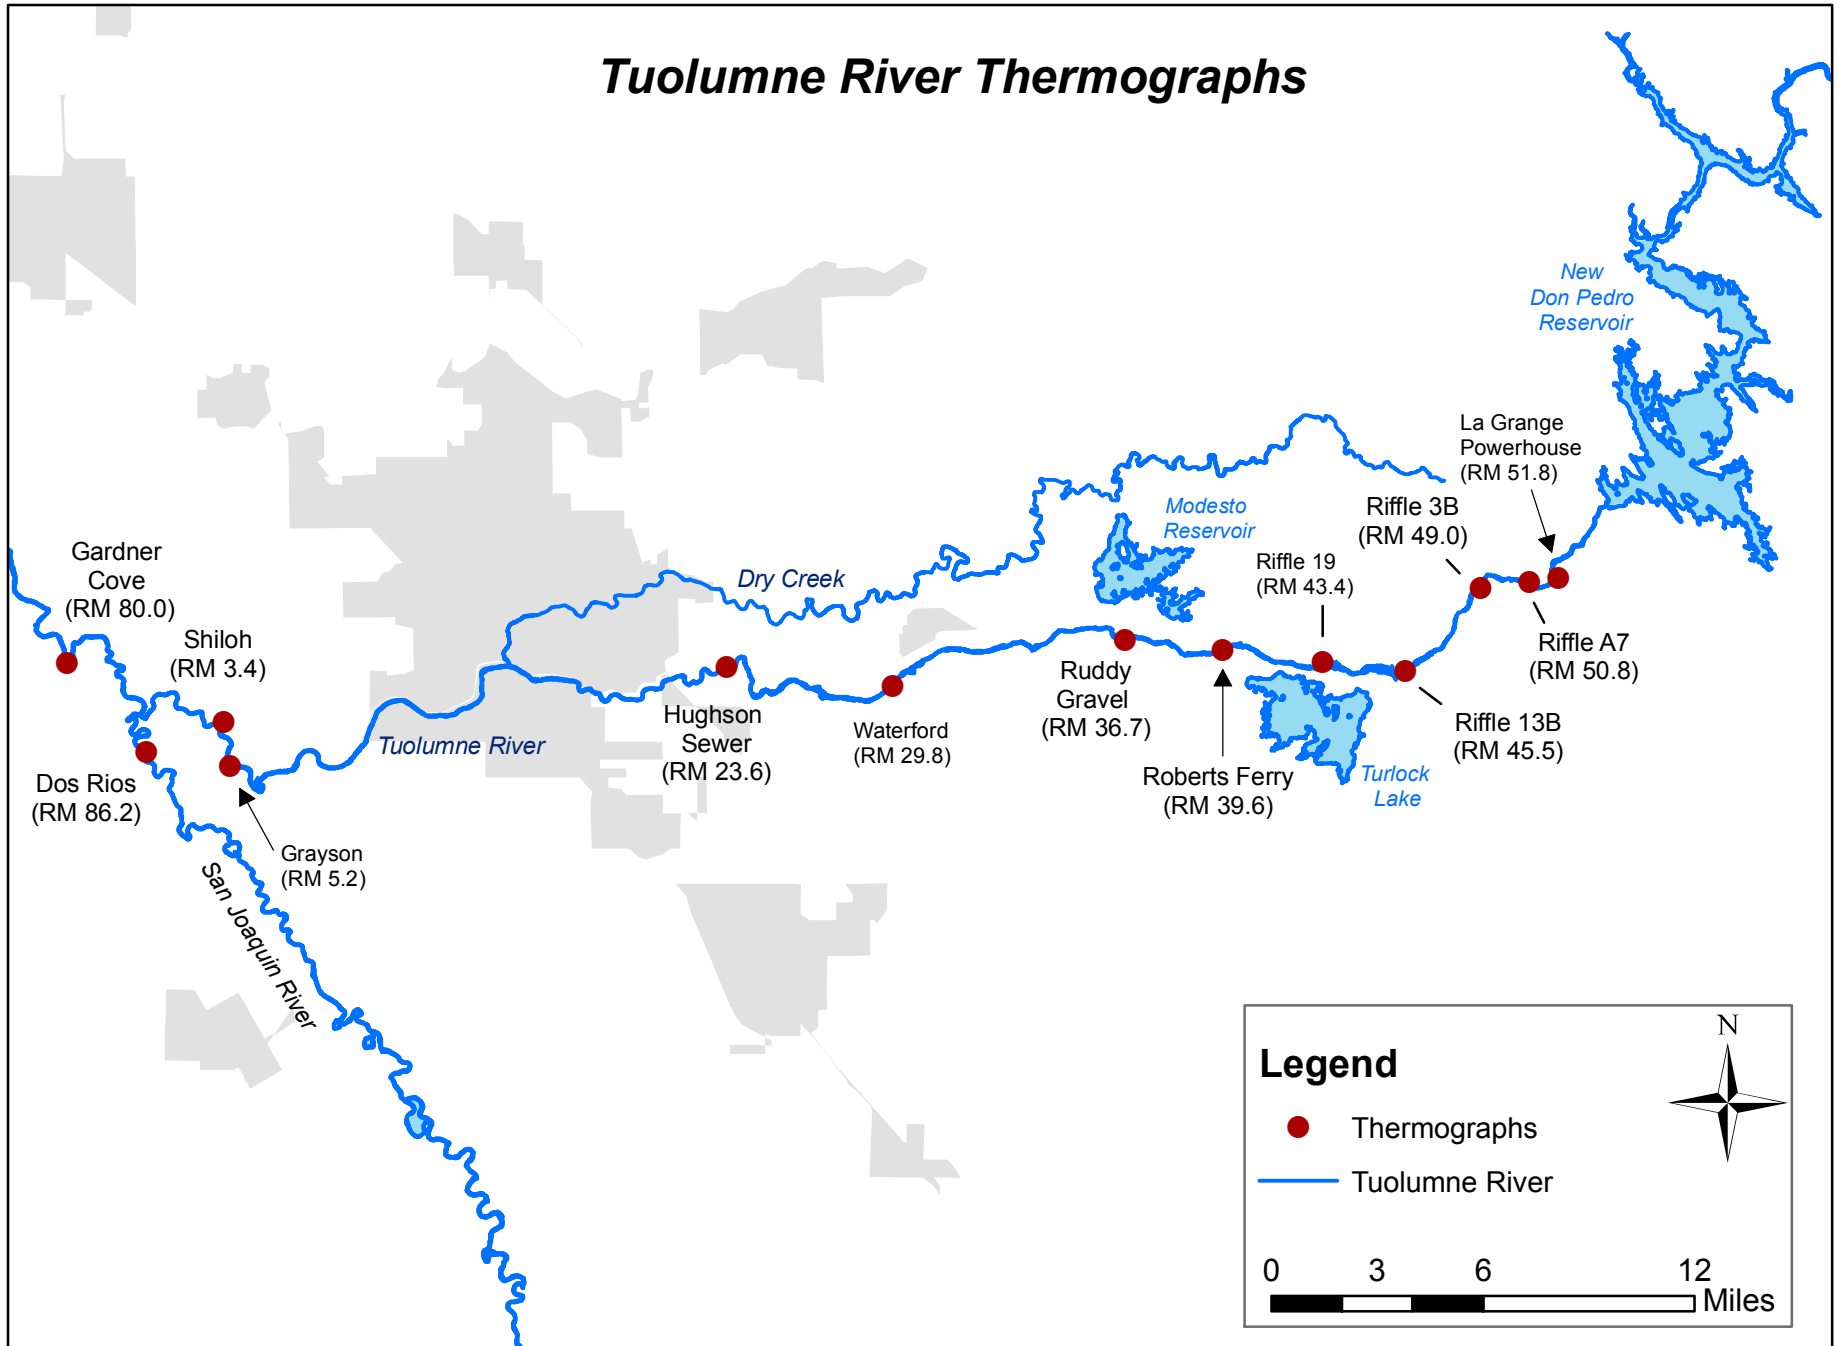 Tuolumne River Thermographs
New
Don Pedro
Reservoir
La Grange
Powerhouse
(RM 51.8)
Riffle 3B
(RM 49.0)
Modesto
Reservoir
Riffle 19
(RM 43.4)
Gardner
Cove
(RM 80.0)
Shiloh
(RM 3.4)
Dry Creek
Riffle A7
(RM 50.8)
Ruddy
Gravel
(RM 36.7)
Hughson
Sewer
(RM 23.6)
Waterford
(RM 29.8)
Riffle 13B
(RM 45.5)
Tuolumne River
Roberts Ferry
(RM 39.6)
Turlock
Lake
Dos Rios
(RM 86.2)
Grayson
(RM 5.2)
San Joaquin River
N
Legend
Thermographs
Tuolumne River
0 3 6 12
Miles